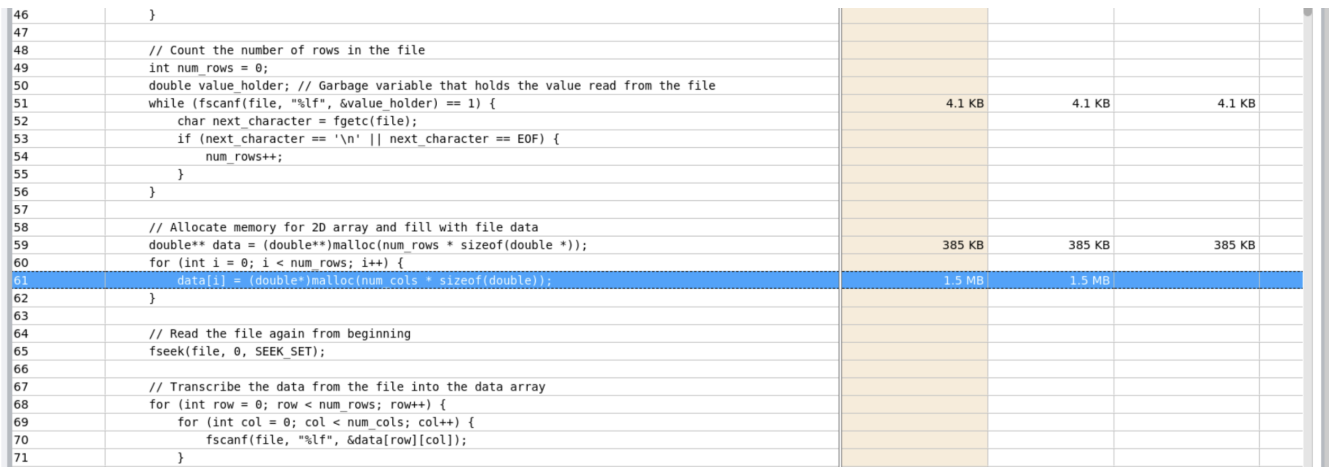 46 }
47
48 // Count the number of rows in the file
49 int num_rows = 0;
50 double value_holder; // Garbage variable that holds the value read from the file
51 while (fscanf(file, "%lf", &value_holder) == 1) { 4.1 KB 4.1 KB 4.1 KB
52 char next_character = fgetc(file);
53 if (next_character == '\n' || next_character == EOF) {
54 num_rows++;
55 }
56 }
57
58 // Allocate memory for 2D array and fill with file data
59 double** data = (double**)malloc(num_rows * sizeof(double *)); 385 KB 385 KB 385 KB
60 for (int i = 0; i < num_rows; i++) {
61 data[i] = (double*)malloc(num_cols * sizeof(double)); 1.5 MB 1.5 MB
62 }
63
64 // Read the file again from beginning
65 fseek(file, 0, SEEK_SET);
66
67 // Transcribe the data from the file into the data array
68 for (int row = 0; row < num_rows; row++) {
69 for (int col = 0; col < num_cols; col++) {
70 fscanf(file, "%lf", &data[row][col]);
71 }